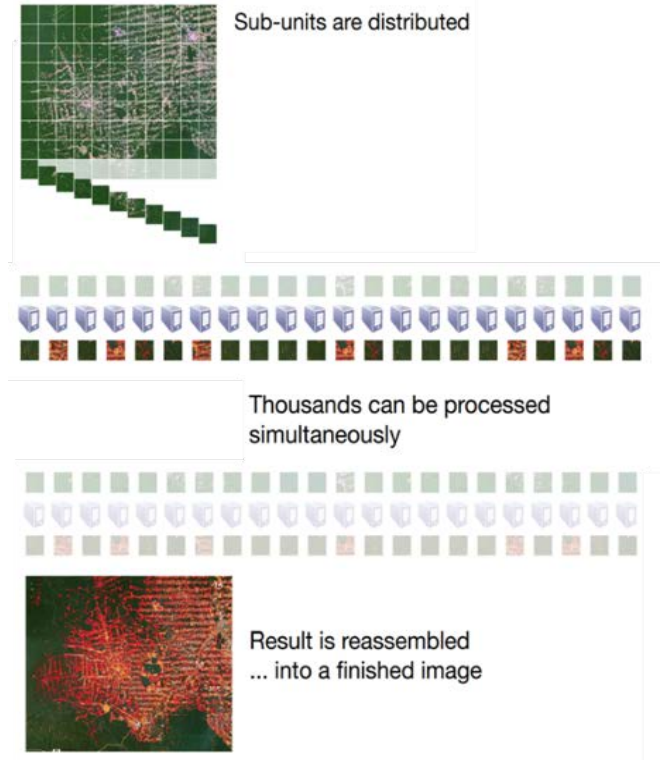 Sub-units are distributed
Thousands can be processed
simultaneously
Result is reassembled
... into a finished image